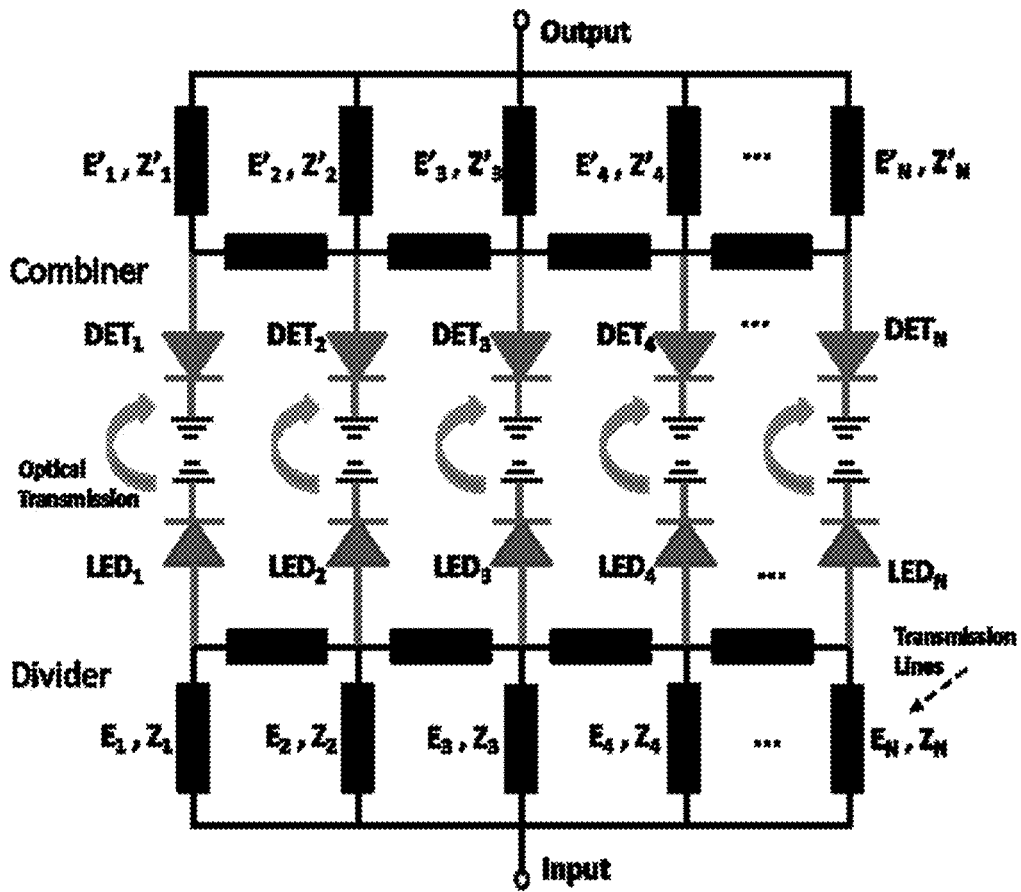 Output
E'₁ , Z'₁ E'₂ , Z'₂ E'₃ , Z'₃ E'₄ , Z'₄ ... E'N , Z'N
Combiner
DET₁ DET₂ DET₃ DET₄ ... DETN
Optical
Transmission
LED₁ LED₂ LED₃ LED₄ ... LEDN
Transmission
Lines
Divider
E₁ , Z₁ E₂ , Z₂ E₃ , Z₃ E₄ , Z₄ ... EN , ZN
Input